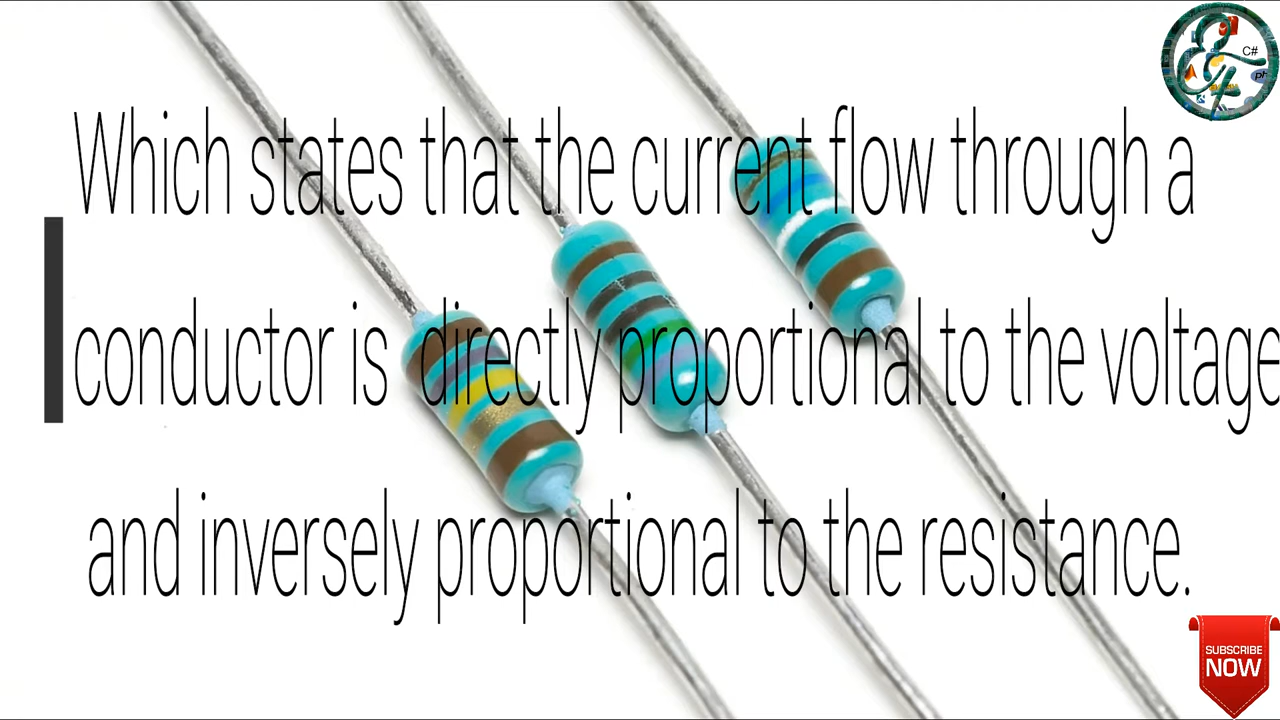 Which states that the current flow through a
conductor is directly proportional to the voltage
and inversely proportional to the resistance.
C#
ph
SUBSCRIBE
NOW